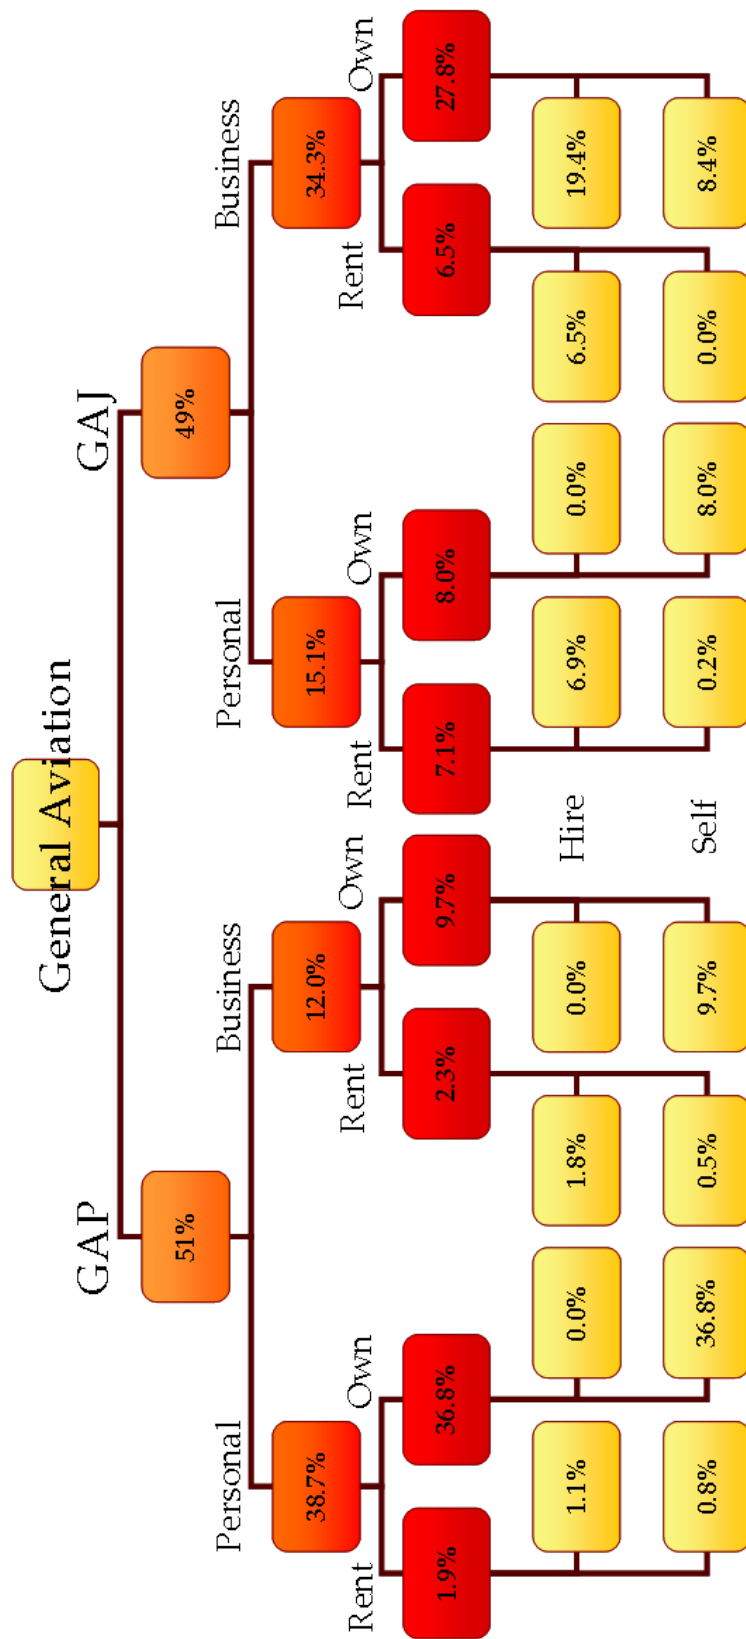 General Aviation
GAP
GAJ
51%
49%
Personal
Business
Personal
Business
38.7%
12.0%
15.1%
34.3%
Rent
Own
Rent
Own
Rent
Own
Rent
Own
1.9%
36.8%
2.3%
9.7%
7.1%
8.0%
6.5%
27.8%
1.1%
0.0%
1.8%
0.0%
Hire
6.9%
0.0%
6.5%
19.4%
0.8%
36.8%
0.5%
9.7%
Self
0.2%
8.0%
0.0%
8.4%